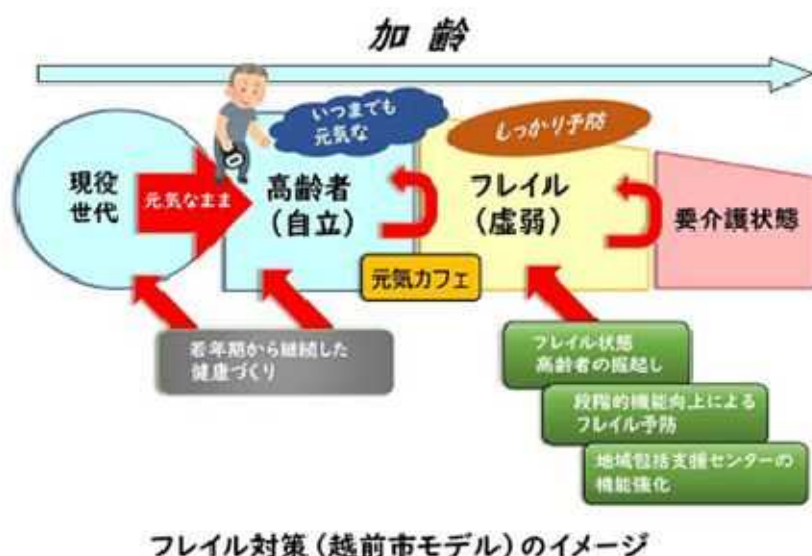 加齢
いつまでも
元気な
しっかり予防
現役
世代
元気なまま
高齢者
(自立)
フレイル
(虚弱)
要介護状態
元気カフェ
若年期から継続した
健康づくり
フレイル状態
高齢者の掘起し
段階的機能向上による
フレイル予防
地域包括支援センターの
機能強化
フレイル対策(越前市モデル)のイメージ